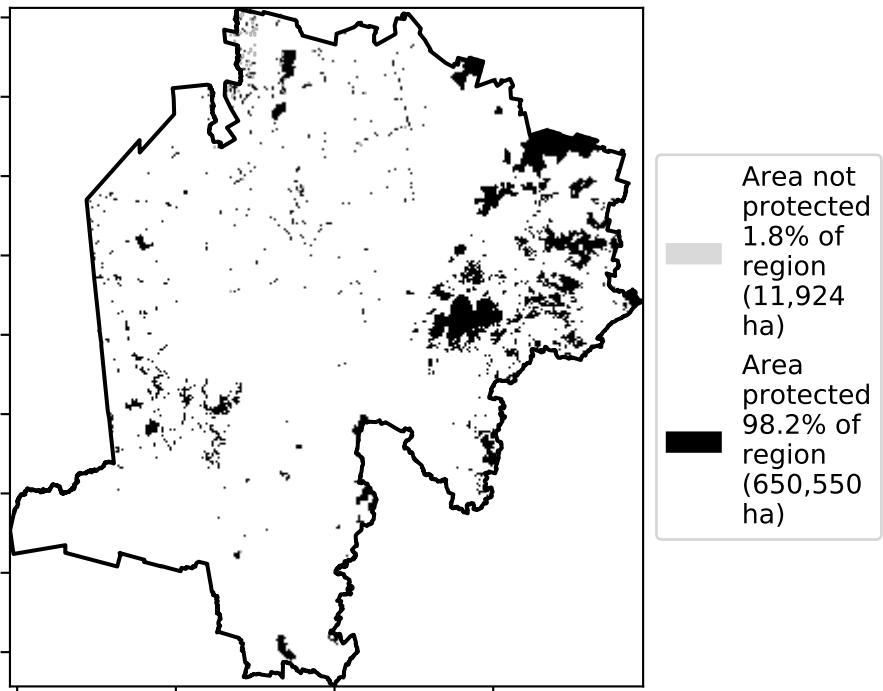 Area not
protected
1.8% of
region
(11,924
ha)
Area
protected
98.2% of
region
(650,550
ha)